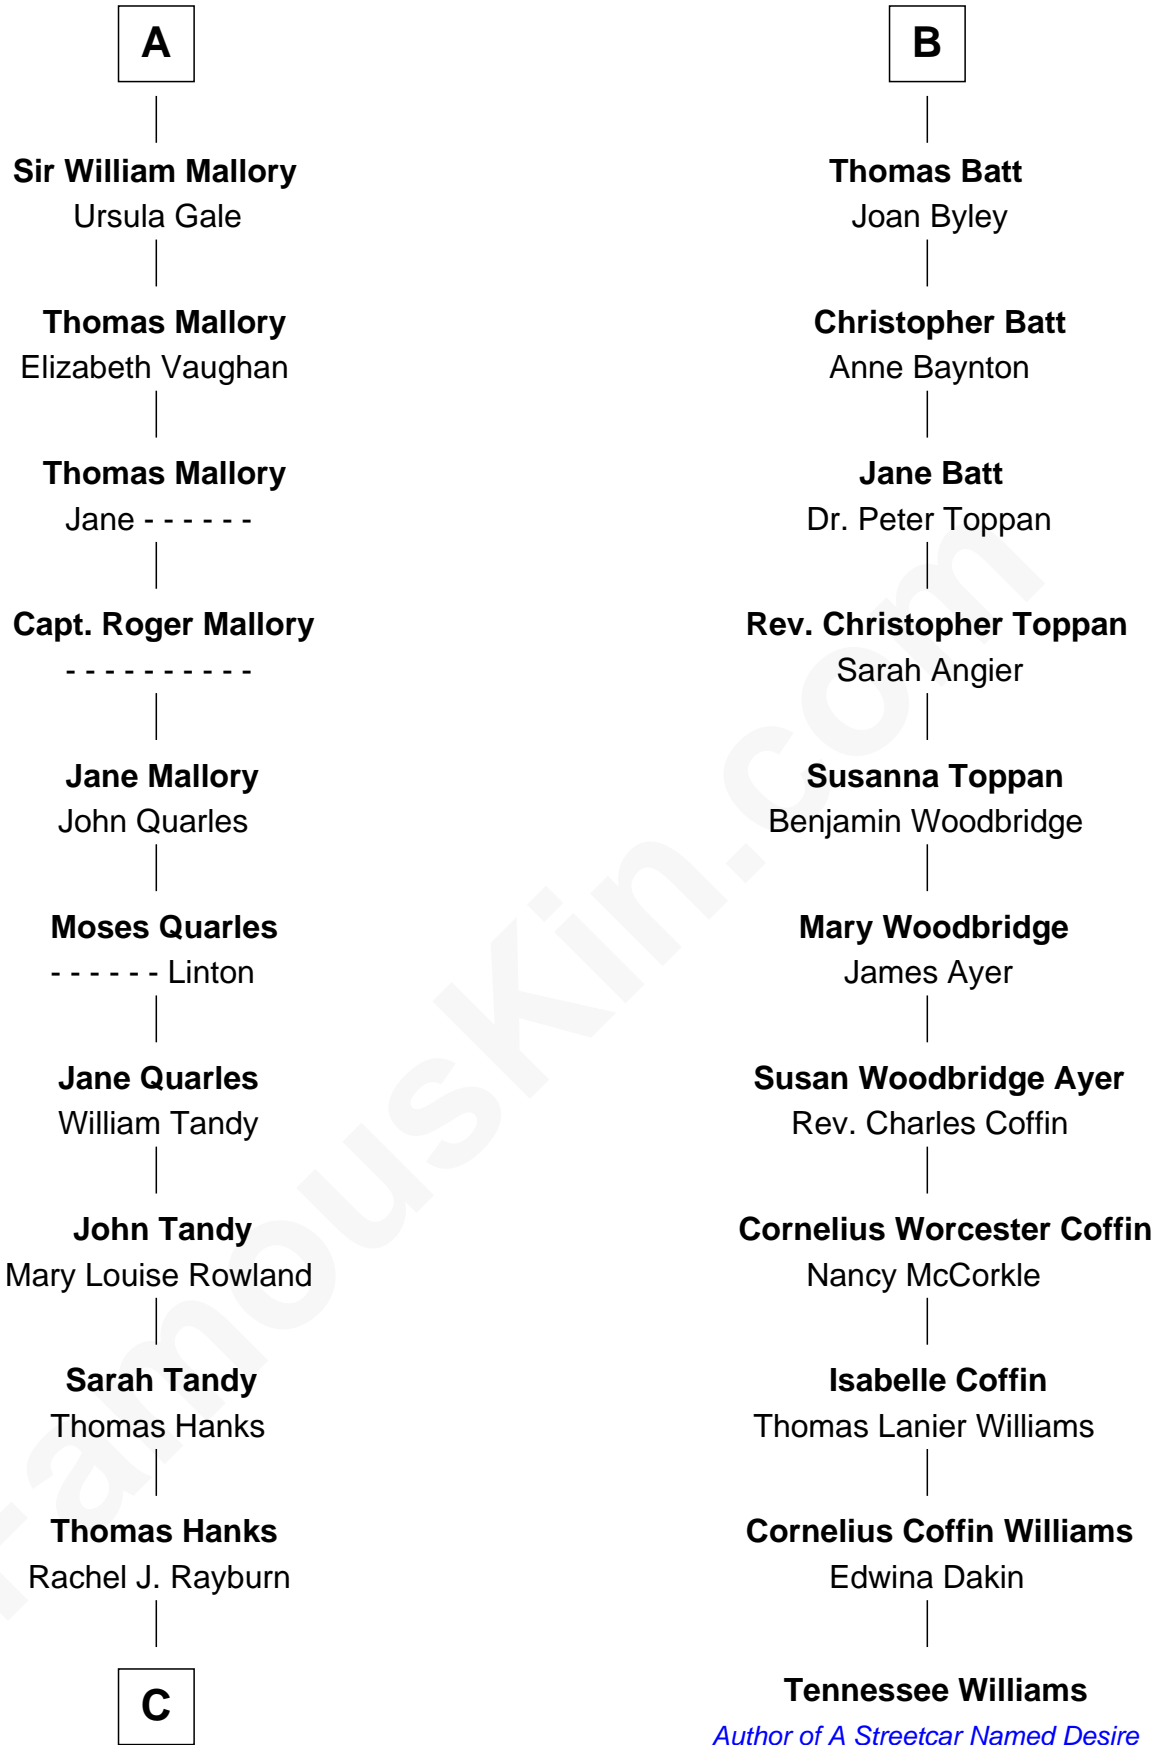 A
Sir William Mallory
Ursula Gale
Thomas Mallory
Elizabeth Vaughan
Thomas Mallory
Jane - - - - - -
Capt. Roger Mallory
- - - - - - - - - -
Jane Mallory
John Quarles
Moses Quarles
- - - - - - Linton
Jane Quarles
William Tandy
John Tandy
Mary Louise Rowland
Sarah Tandy
Thomas Hanks
Thomas Hanks
Rachel J. Rayburn
C
B
Thomas Batt
Joan Byley
Christopher Batt
Anne Baynton
Jane Batt
Dr. Peter Toppan
Rev. Christopher Toppan
Sarah Angier
Susanna Toppan
Benjamin Woodbridge
Mary Woodbridge
James Ayer
Susan Woodbridge Ayer
Rev. Charles Coffin
Cornelius Worcester Coffin
Nancy McCorkle
Isabelle Coffin
Thomas Lanier Williams
Cornelius Coffin Williams
Edwina Dakin
Tennessee Williams
Author of A Streetcar Named Desire
FamousKin.com